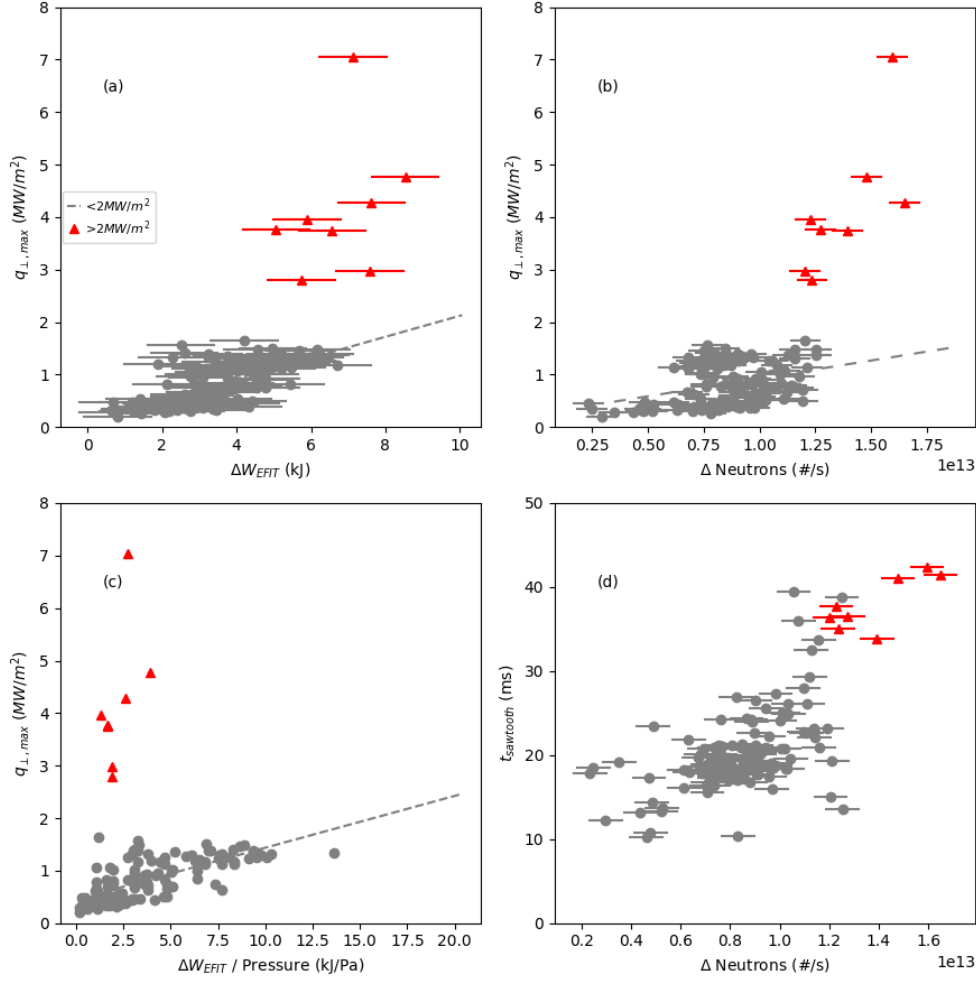 8
7
6
5
4
3
2
1
0
q⊥,max (MW/m²)
(a)
<2MW/m²
>2MW/m²
0 2 4 6 8 10
ΔW_EFIT (kJ)
8
7
6
5
4
3
2
1
0
q⊥,max (MW/m²)
(b)
0.25 0.50 0.75 1.00 1.25 1.50 1.75
1e13
Δ Neutrons (#/s)
8
7
6
5
4
3
2
1
0
q⊥,max (MW/m²)
(c)
0.0 2.5 5.0 7.5 10.0 12.5 15.0 17.5 20.0
ΔW_EFIT / Pressure (kJ/Pa)
50
40
30
20
10
0
t_sawtooth (ms)
(d)
0.2 0.4 0.6 0.8 1.0 1.2 1.4 1.6
1e13
Δ Neutrons (#/s)